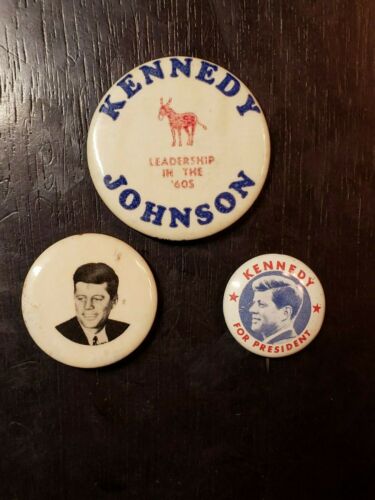 KENNEDY
LEADERSHIP
IN THE
'60S
JOHNSON
KENNEDY
FOR PRESIDENT